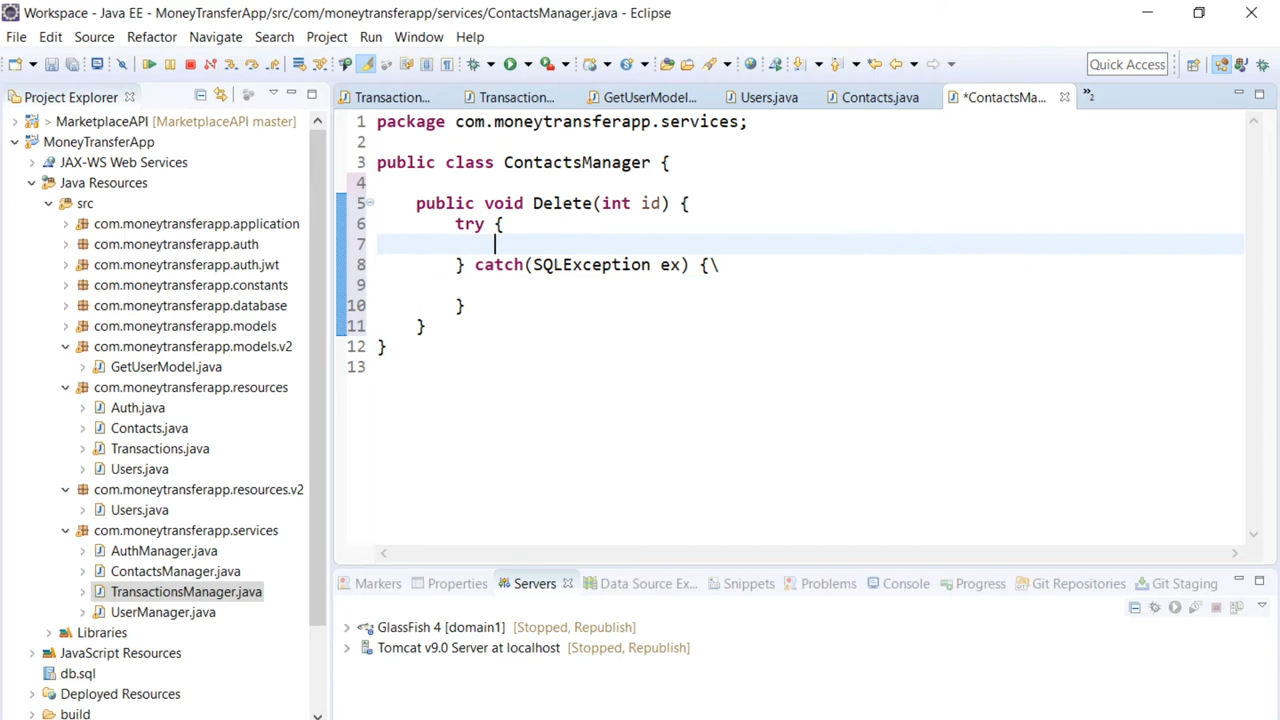 Workspace - Java EE - MoneyTransferApp/src/com/moneytransferapp/services/ContactsManager.java - Eclipse
File Edit Source Refactor Navigate Search Project Run Window Help
Quick Access
Project Explorer
Transaction... Transaction... GetUserModel... Users.java Contacts.java *ContactsMa... »2
> MarketplaceAPI [MarketplaceAPI master]
MoneyTransferApp
JAX-WS Web Services
Java Resources
src
com.moneytransferapp.application
com.moneytransferapp.auth
com.moneytransferapp.auth.jwt
com.moneytransferapp.constants
com.moneytransferapp.database
com.moneytransferapp.models
com.moneytransferapp.models.v2
GetUserModel.java
com.moneytransferapp.resources
Auth.java
Contacts.java
Transactions.java
Users.java
com.moneytransferapp.resources.v2
Users.java
com.moneytransferapp.services
AuthManager.java
ContactsManager.java
TransactionsManager.java
UserManager.java
Libraries
JavaScript Resources
db.sql
Deployed Resources
build
1 package com.moneytransferapp.services;
2
3 public class ContactsManager {
4
5 public void Delete(int id) {
6 try {
7
8 } catch(SQLException ex) {\
9
10 }
11 }
12 }
13
Markers Properties Servers Data Source Ex... Snippets Problems Console Progress Git Repositories Git Staging
GlassFish 4 [domain1] [Stopped, Republish]
Tomcat v9.0 Server at localhost [Stopped, Republish]